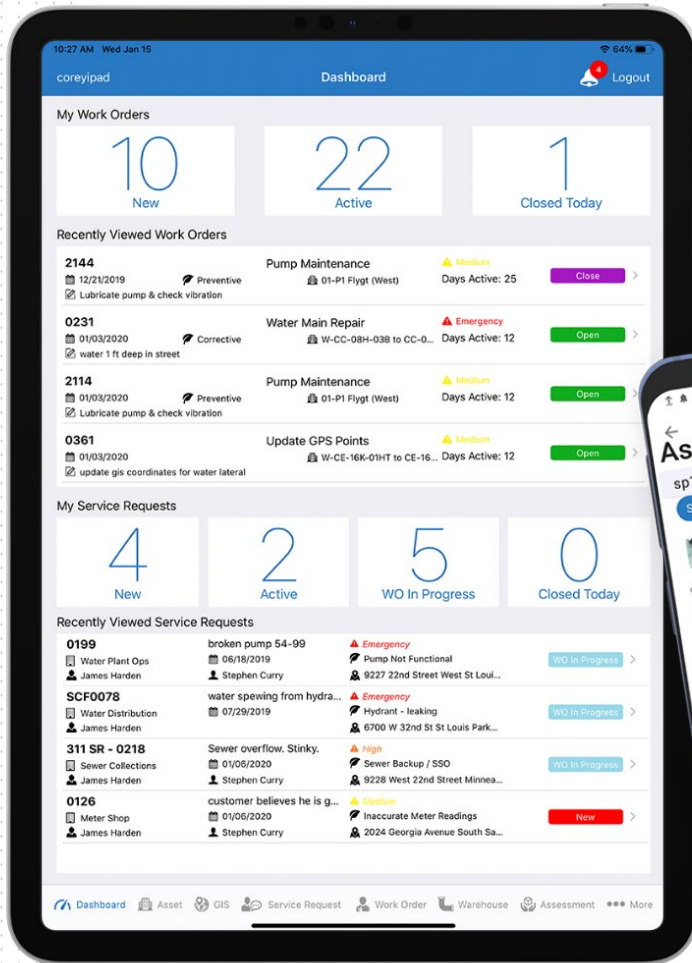 10:27 AM Wed Jan 15 64%
coreyipad Dashboard 4 Logout
My Work Orders
10 22 1
New Active Closed Today
Recently Viewed Work Orders
2144 Pump Maintenance Medium
12/21/2019 Preventive 01-P1 Flygt (West) Days Active: 25 Close
Lubricate pump & check vibration
0231 Water Main Repair Emergency
01/03/2020 Corrective W-CC-08H-03B to CC-0... Days Active: 12 Open
water 1 ft deep in street
2114 Pump Maintenance Medium
01/03/2020 Preventive 01-P1 Flygt (West) Days Active: 12 Open
Lubricate pump & check vibration
0361 Update GPS Points Medium
01/03/2020 W-CE-16K-01HT to CE-16... Days Active: 12 Open
update gis coordinates for water lateral
My Service Requests
4 2 5 0
New Active WO In Progress Closed Today
Recently Viewed Service Requests
0199 broken pump 54-99 Emergency
Water Plant Ops 06/18/2019 Pump Not Functional WO In Progress
James Harden Stephen Curry 9227 22nd Street West St Loui...
SCF0078 water spewing from hydra... Emergency
Water Distribution 07/29/2019 Hydrant - leaking WO In Progress
James Harden 6700 W 32nd St St Louis Park...
311 SR - 0218 Sewer overflow. Stinky. High
Sewer Collections 01/06/2020 Sewer Backup / SSO WO In Progress
James Harden Stephen Curry 9228 West 22nd Street Minnea...
0126 customer believes he is g... Medium
Meter Shop 01/06/2020 Inaccurate Meter Readings New
James Harden Stephen Curry 2024 Georgia Avenue South Sa...
Dashboard Asset GIS Service Request Work Order Warehouse Assessment More
As
sp
S